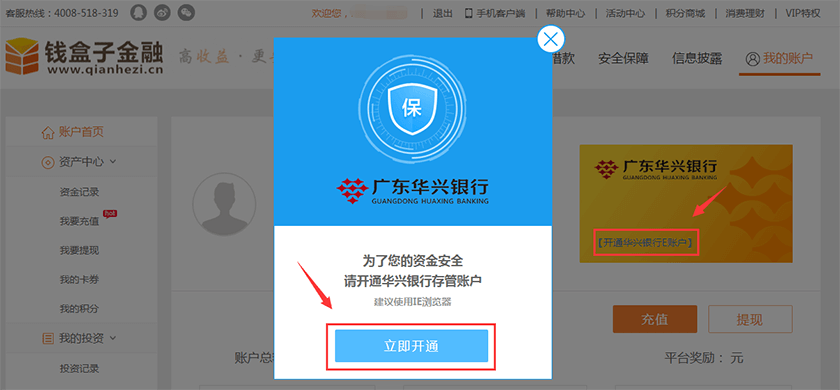 客服热线：4008-518-319
欢迎您，
退出 | 手机客户端 | 帮助中心 | 活动中心 | 积分商城 | 消费理财 | VIP特权
钱盒子金融
www.qianhezi.cn
高收益·更
借款 安全保障 信息披露 我的账户
账户首页
资产中心
资金记录
我要充值 hot
我要提现
我的卡券
我的积分
我的投资
投资记录
保
广东华兴银行
GUANGDONG HUAXING BANKING
为了您的资金安全
请开通华兴银行存管账户
建议使用IE浏览器
立即开通
广东华兴银行
GUANGDONG HUAXING BANKING
【开通华兴银行E账户】
充值 提现
账户总
平台奖励： 元